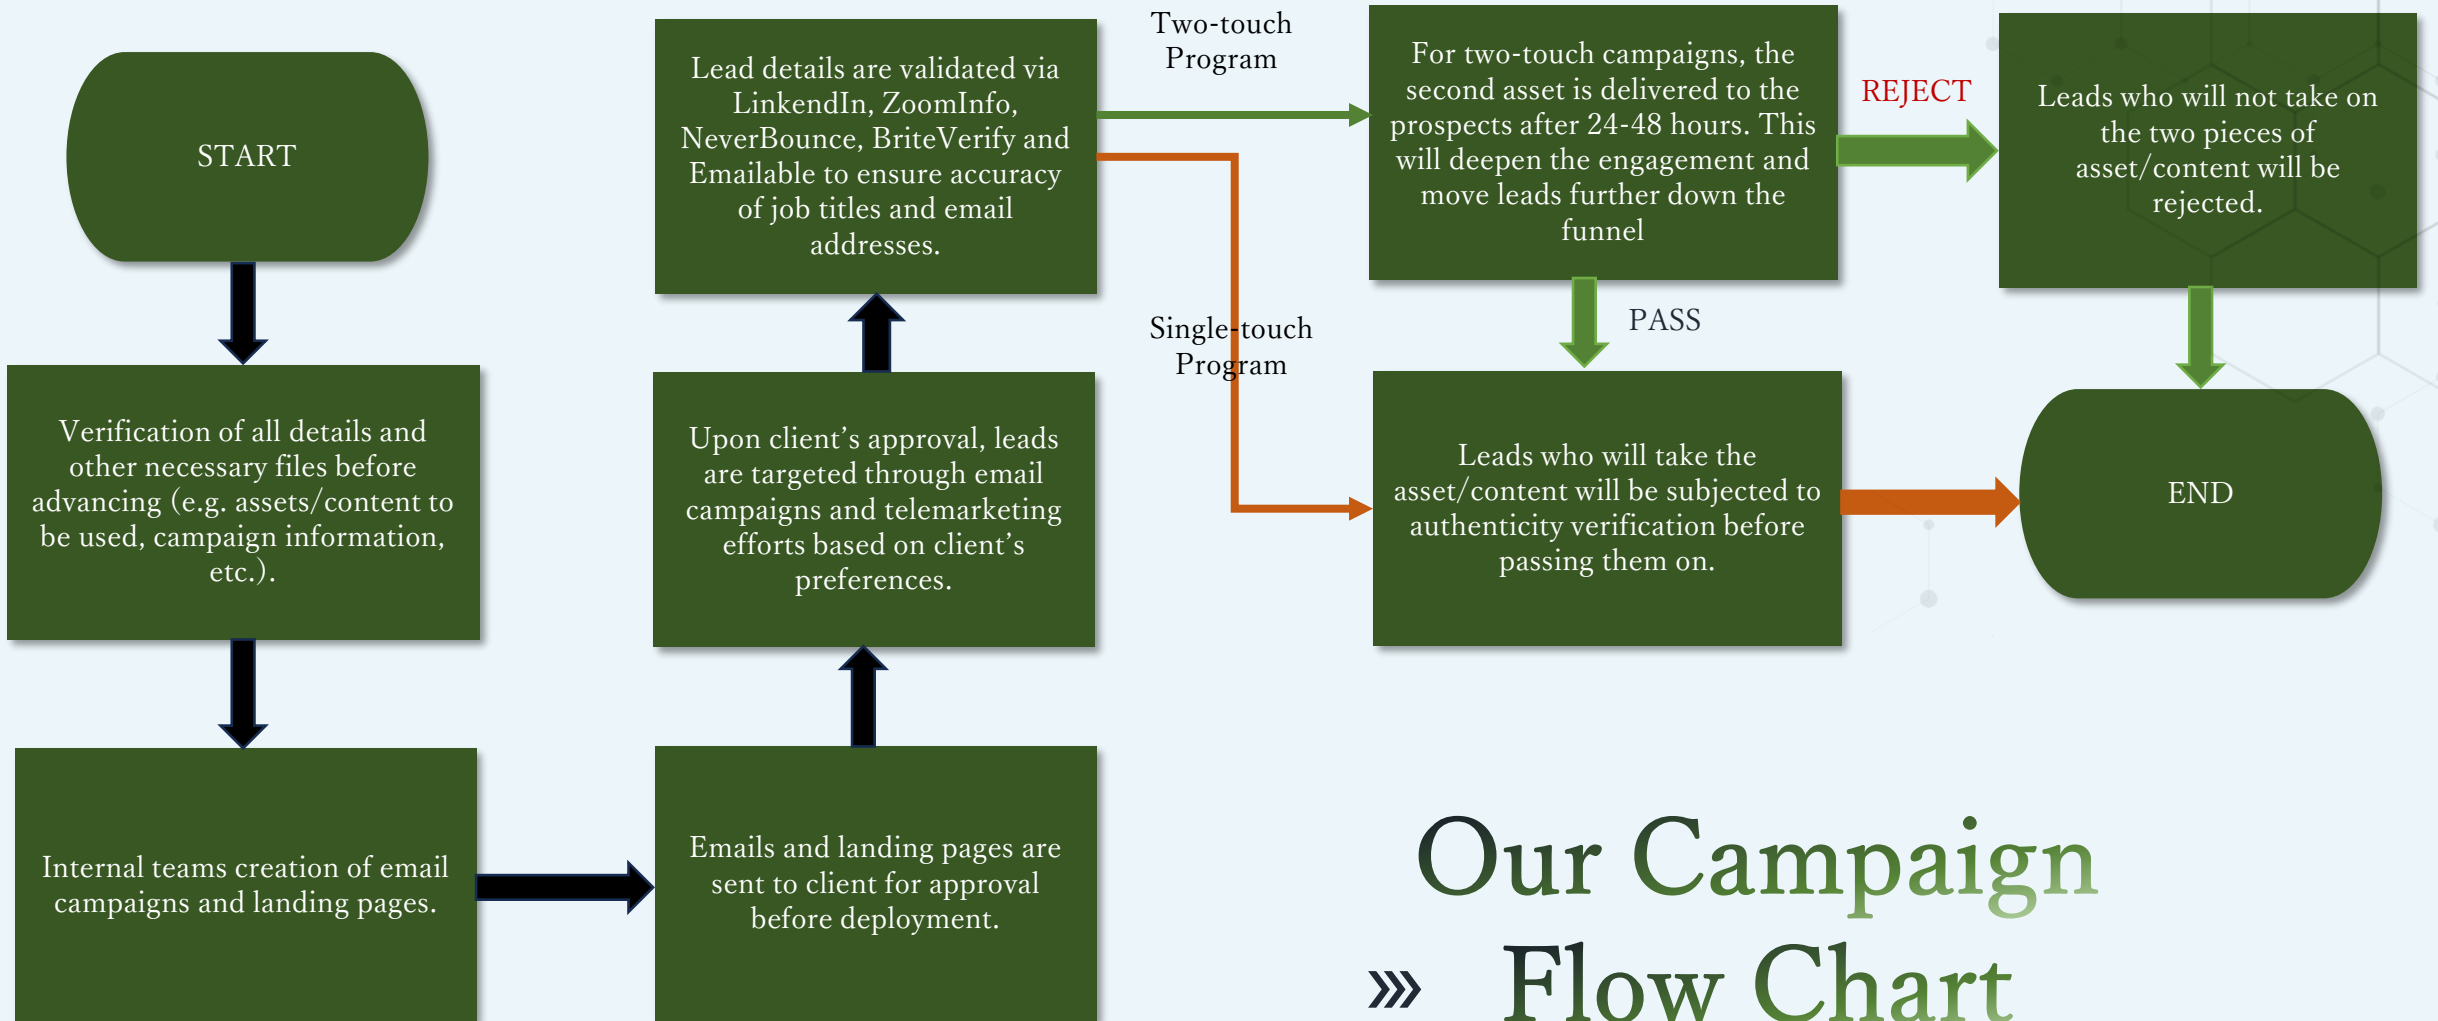 START
Verification of all details and
other necessary files before
advancing (e.g. assets/content to
be used, campaign information,
etc.).
Internal teams creation of email
campaigns and landing pages.
Emails and landing pages are
sent to client for approval
before deployment.
Upon client’s approval, leads
are targeted through email
campaigns and telemarketing
efforts based on client’s
preferences.
Lead details are validated via
LinkendIn, ZoomInfo,
NeverBounce, BriteVerify and
Emailable to ensure accuracy
of job titles and email
addresses.
Two-touch
Program
Single-touch
Program
For two-touch campaigns, the
second asset is delivered to the
prospects after 24-48 hours. This
will deepen the engagement and
move leads further down the
funnel
REJECT
Leads who will not take on
the two pieces of
asset/content will be
rejected.
PASS
Leads who will take the
asset/content will be subjected to
authenticity verification before
passing them on.
END
Our Campaign
Flow Chart